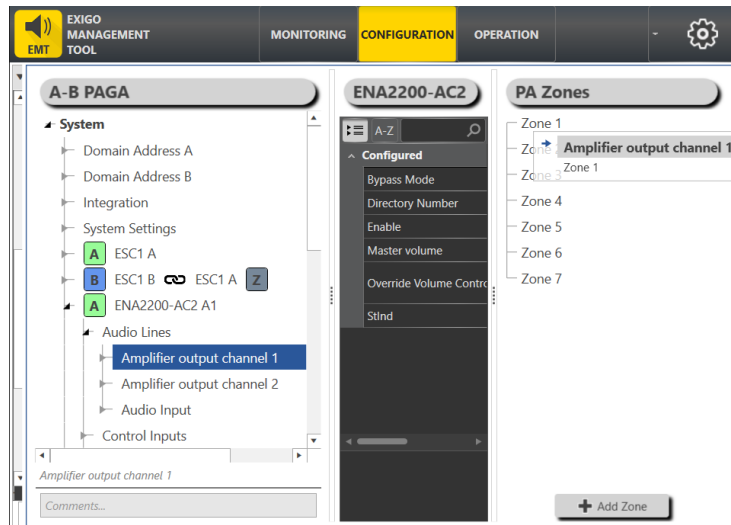 EMT
EXIGO
MANAGEMENT
TOOL
MONITORING
CONFIGURATION
OPERATION
A-B PAGA
System
Domain Address A
Domain Address B
Integration
System Settings
A ESC1 A
B ESC1 B ESC1 A Z
A ENA2200-AC2 A1
Audio Lines
Amplifier output channel 1
Amplifier output channel 2
Audio Input
Control Inputs
Amplifier output channel 1
Comments...
ENA2200-AC2
A-Z
Configured
Bypass Mode
Directory Number
Enable
Master volume
Override Volume Contro
StInd
PA Zones
Zone 1
Zone 3
Zone 4
Zone 5
Zone 6
Zone 7
Amplifier output channel 1
Zone 1
Add Zone